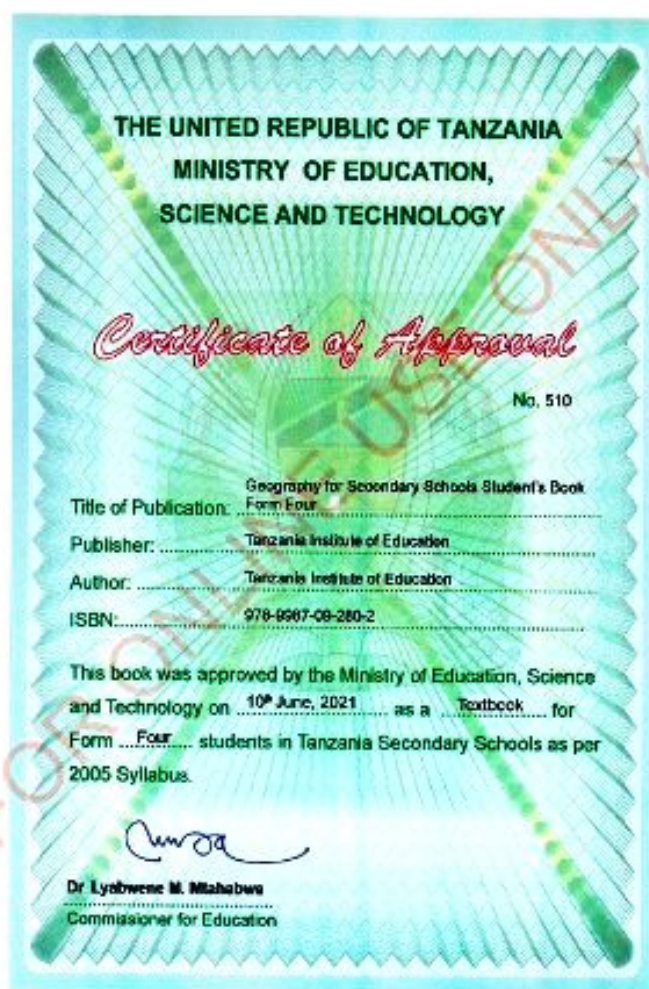 THE UNITED REPUBLIC OF TANZANIA
MINISTRY OF EDUCATION,
SCIENCE AND TECHNOLOGY
Certificate of Approval
No. 510
Title of Publication: Geography for Secondary Schools Student's Book
Form Four
Publisher: Tanzania Institute of Education
Author: Tanzania Institute of Education
ISBN: 978-9987-09-280-2
This book was approved by the Ministry of Education, Science
and Technology on 10th June, 2021 as a Textbook for
Form Four students in Tanzania Secondary Schools as per
2005 Syllabus.
Dr Lyabwene M. Mtahabwa
Commissioner for Education
FOR ONLINE USE ONLY